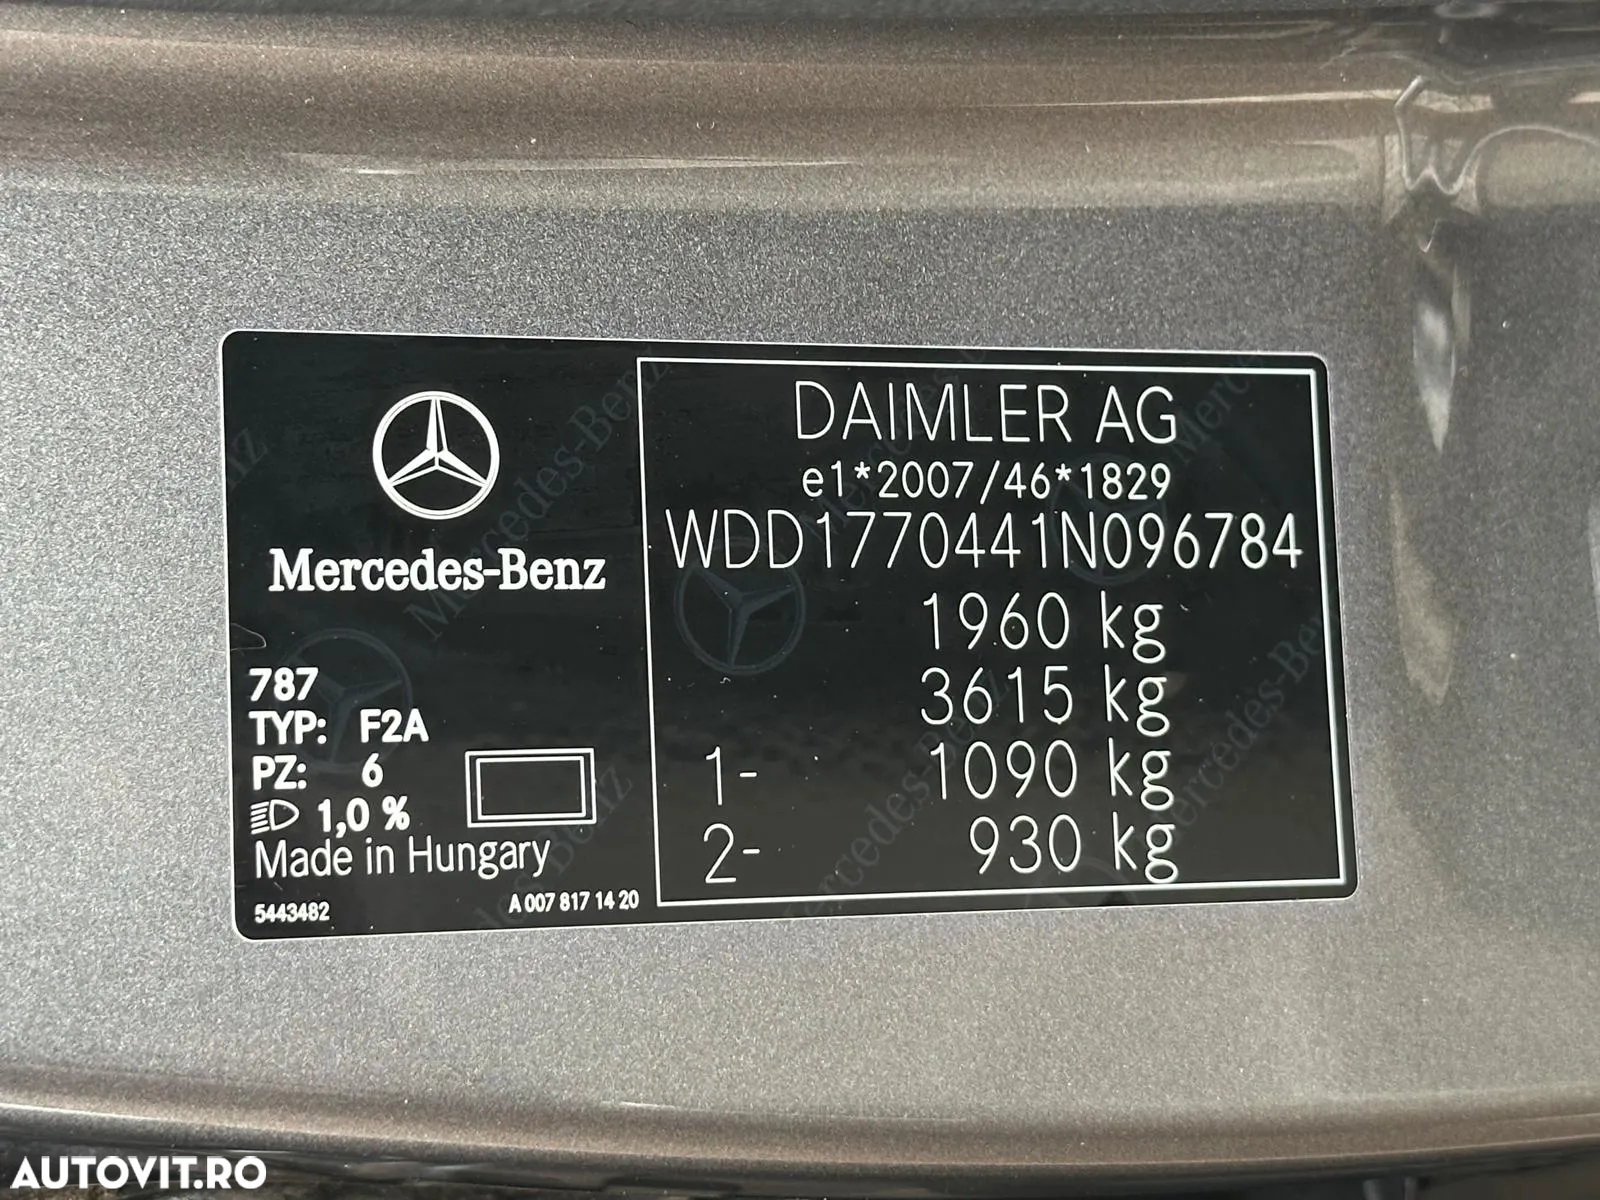 Mercedes-Benz
787
TYP: F2A
PZ: 6
1,0 %
Made in Hungary
5443482
A 007 817 14 20
DAIMLER AG
e1*2007/46*1829
WDD1770441N096784
1960 kg
3615 kg
1- 1090 kg
2- 930 kg
AUTOVIT.RO